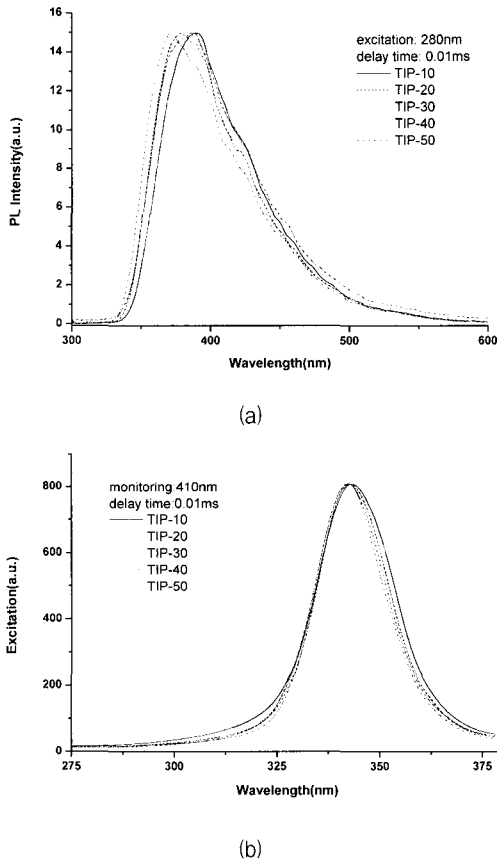 (a)
16
14
12
10
8
6
4
2
0
PL Intensity(a.u.)
excitation: 280nm
delay time: 0.01ms
TIP-10
TIP-20
TIP-30
TIP-40
TIP-50
300
400
500
600
Wavelength(nm)
(a)
800
600
400
200
0
Excitation(a.u.)
monitoring 410nm
delay time:0.01ms
TIP-10
TIP-20
TIP-30
TIP-40
TIP-50
275
300
325
350
375
Wavelength(nm)
(b)